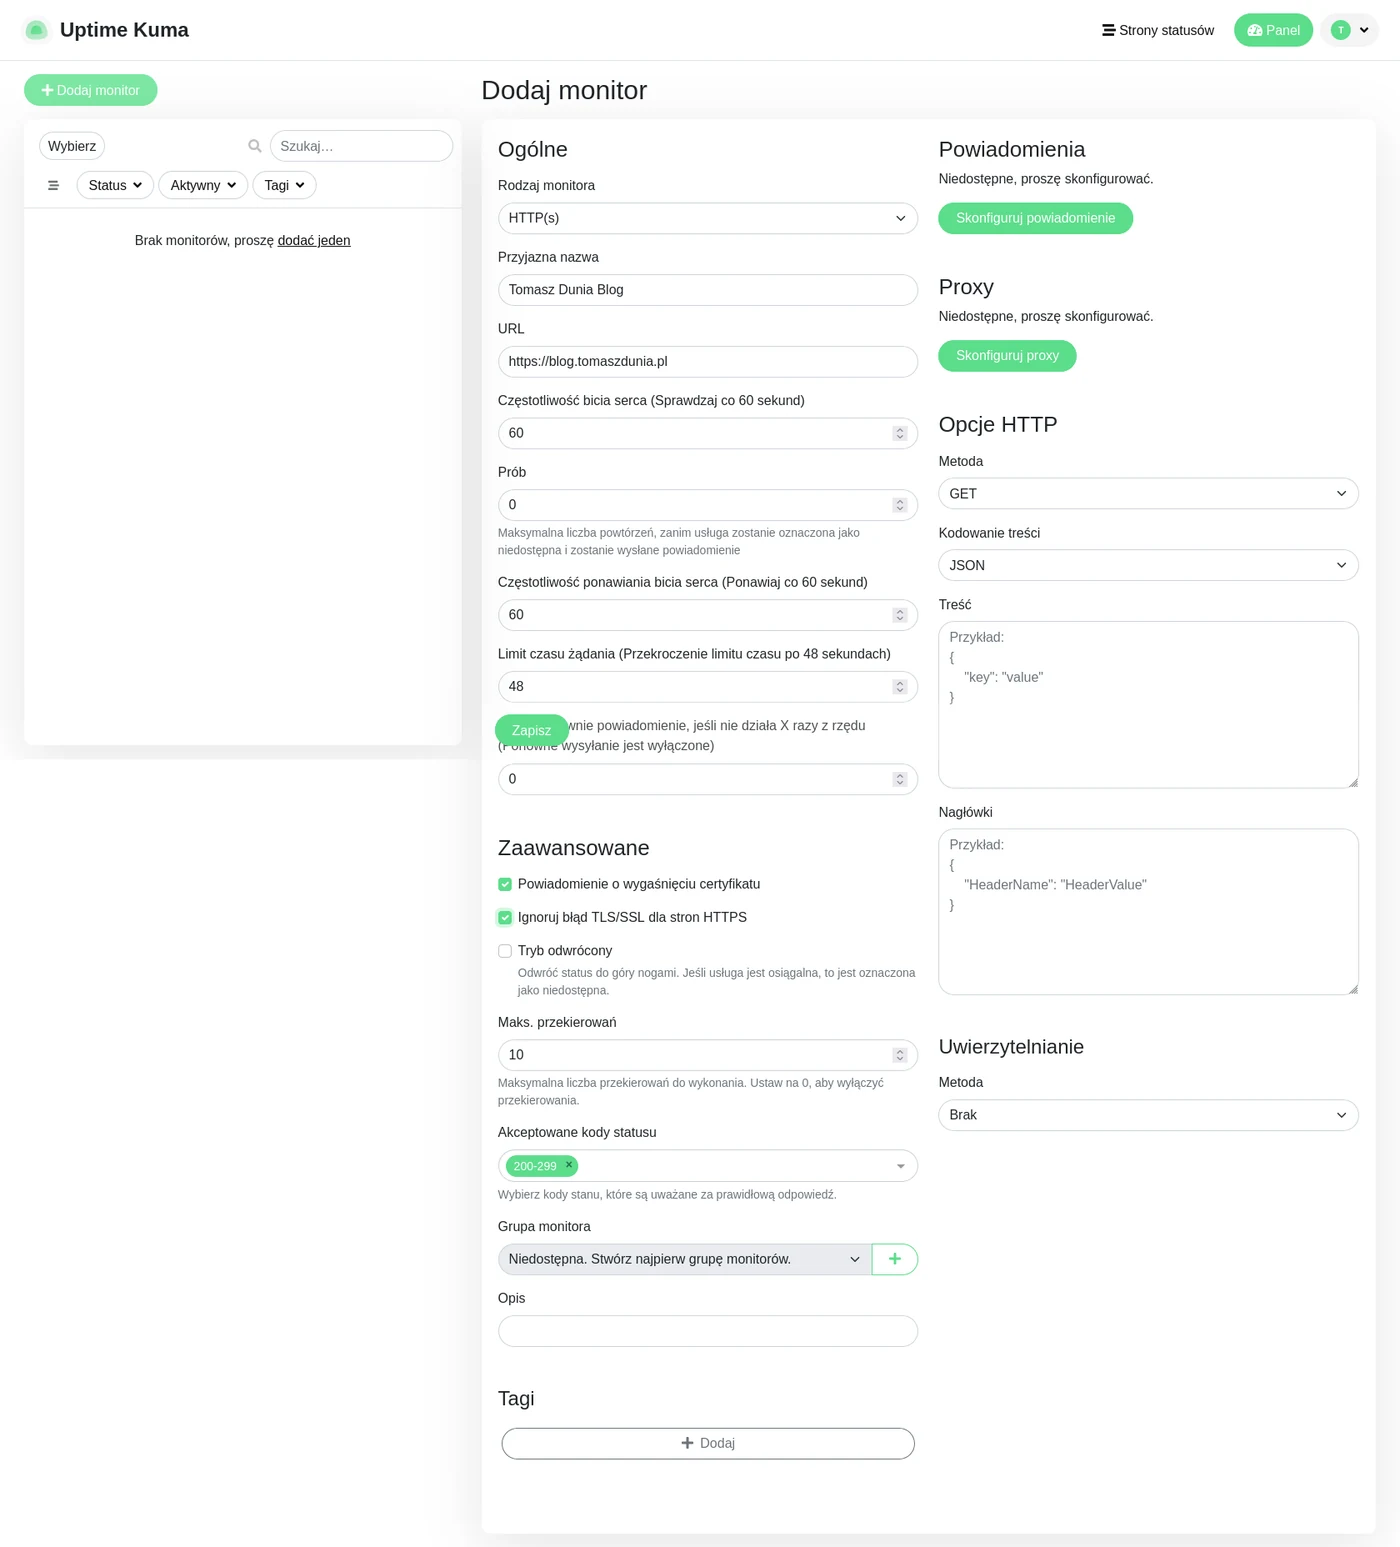 Uptime Kuma
Strony statusów
Panel
T
Dodaj monitor
Wybierz
Szukaj…
Status
Aktywny
Tagi
Brak monitorów, proszę dodać jeden
Dodaj monitor
Ogólne
Rodzaj monitora
HTTP(s)
Przyjazna nazwa
Tomasz Dunia Blog
URL
https://blog.tomaszdunia.pl
Częstotliwość bicia serca (Sprawdzaj co 60 sekund)
60
Prób
0
Maksymalna liczba powtórzeń, zanim usługa zostanie oznaczona jako
niedostępna i zostanie wysłane powiadomienie
Częstotliwość ponawiania bicia serca (Ponawiaj co 60 sekund)
60
Limit czasu żądania (Przekroczenie limitu czasu po 48 sekundach)
48
Zapisz
powiadomienie, jeśli nie działa X razy z rzędu
wysyłanie jest wyłączone)
0
Zaawansowane
Powiadomienie o wygaśnięciu certyfikatu
Ignoruj błąd TLS/SSL dla stron HTTPS
Tryb odwrócony
Odwróć status do góry nogami. Jeśli usługa jest osiągalna, to jest oznaczona
jako niedostępna.
Maks. przekierowań
10
Maksymalna liczba przekierowań do wykonania. Ustaw na 0, aby wyłączyć
przekierowania.
Akceptowane kody statusu
200-299 ×
Wybierz kody stanu, które są uważane za prawidłową odpowiedź.
Grupa monitora
Niedostępna. Stwórz najpierw grupę monitorów.
Opis
Tagi
Dodaj
Powiadomienia
Niedostępne, proszę skonfigurować.
Skonfiguruj powiadomienie
Proxy
Niedostępne, proszę skonfigurować.
Skonfiguruj proxy
Opcje HTTP
Metoda
GET
Kodowanie treści
JSON
Treść
Przykład:
{
"key": "value"
}
Nagłówki
Przykład:
{
"HeaderName": "HeaderValue"
}
Uwierzytelnianie
Metoda
Brak